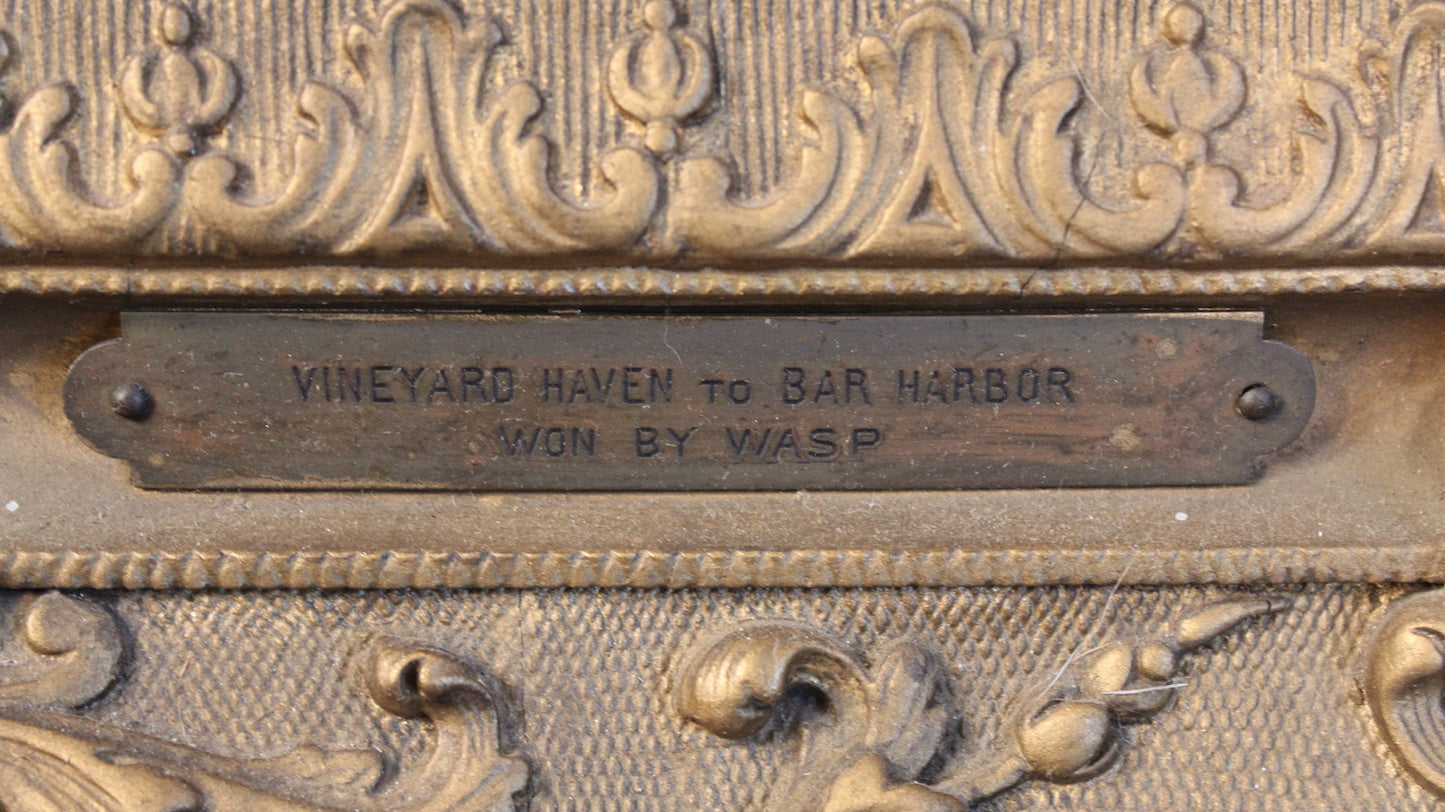 VINEYARD HAVEN TO BAR HARBOR
WON BY WASP